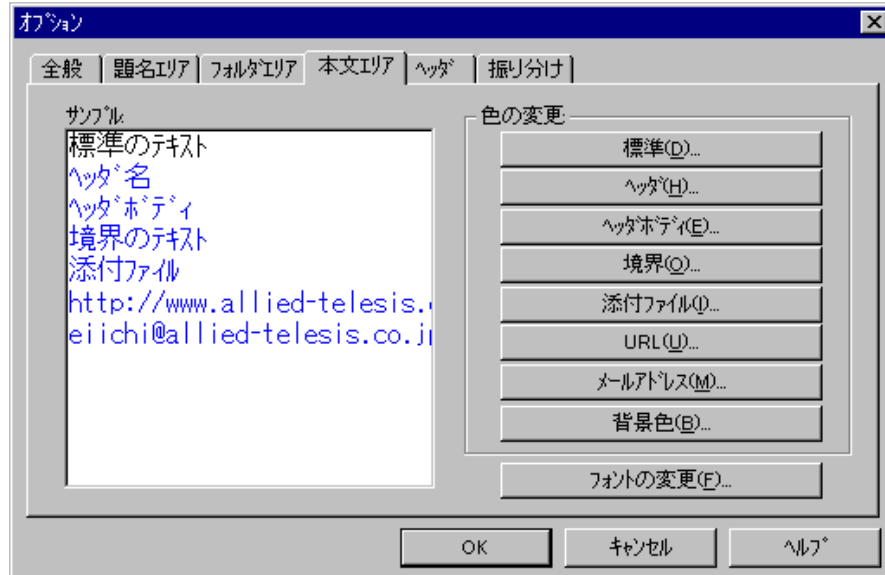 ｵﾌﾟｼｮﾝ
全般
題名ｴﾘｱ
ﾌｫﾙﾀﾞｴﾘｱ
本文ｴﾘｱ
ﾍｯﾀﾞ
振り分け
ｻﾝﾌﾟﾙ:
標準のﾃｷｽﾄ
ﾍｯﾀﾞ名
ﾍｯﾀﾞﾎﾞﾃﾞｨ
境界のﾃｷｽﾄ
添付ﾌｧｲﾙ
http://www.allied-telesis.
eiichi@allied-telesis.co.j
色の変更:
標準(D)...
ﾍｯﾀﾞ(H)...
ﾍｯﾀﾞﾎﾞﾃﾞｨ(E)...
境界(O)...
添付ﾌｧｲﾙ(I)...
URL(U)...
ﾒｰﾙｱﾄﾞﾚｽ(M)...
背景色(B)...
ﾌｫﾝﾄの変更(F)...
OK
ｷｬﾝｾﾙ
ﾍﾙﾌﾟ